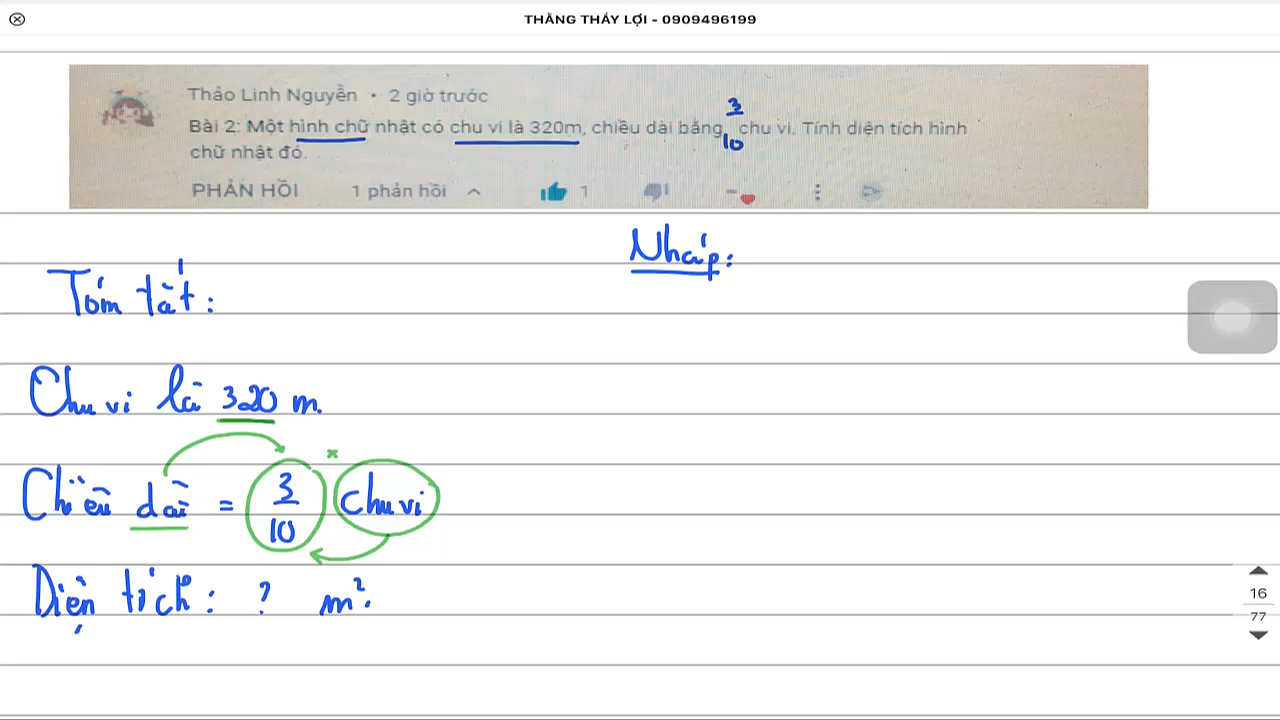 THẦNG THẦY LỢI - 0909496199
Thảo Linh Nguyễn • 2 giờ trước
Bài 2: Một hình chữ nhật có chu vi là 320m, chiều dài bằng 3/10 chu vi. Tính diện tích hình
chữ nhật đó.
PHẢN HỒI 1 phản hồi 1
Nháp:
Tóm tắt:
Chu vi là 320 m.
Chiều dài = 3/10 × chu vi
Diện tích: ? m².
16
77